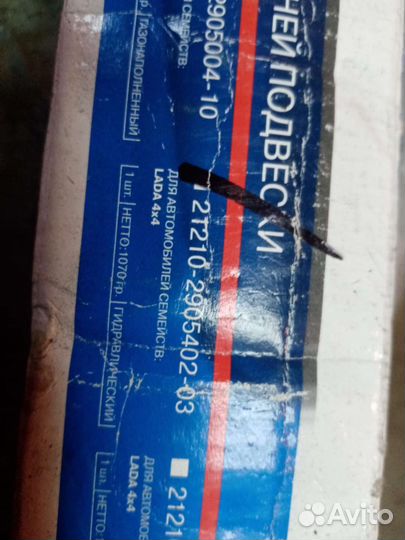 НЕЙ ПОДВЕСКИ
2905004-10
СЕМЕЙСТВ:
ГАЗОНАПОЛНЕННЫЙ
21210-2905402-03
ДЛЯ АВТОМОБИЛЕЙ СЕМЕЙСТВ:
LADA 4x4
1 шт. НЕТТО:1070 гр. ГИДРАВЛИЧЕСКИЙ
2121
ДЛЯ АВТОМОБ
LADA 4x4
1 шт. НЕТТО:
Avito